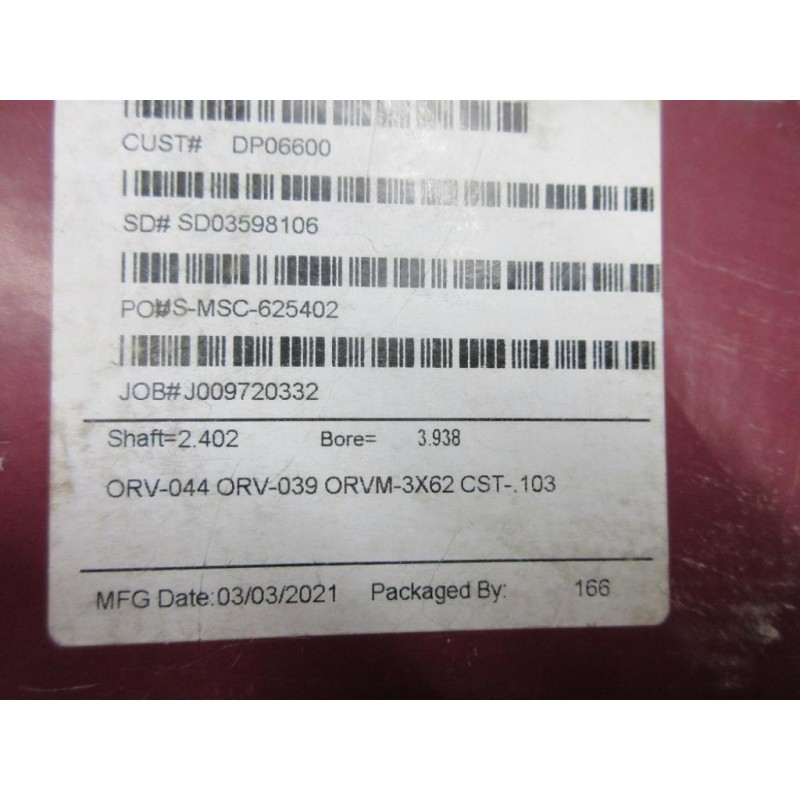 CUST# DP06600
SD# SD03598106
PO#US-MSC-625402
JOB# J009720332
Shaft=2.402 Bore= 3.938
ORV-044 ORV-039 ORVM-3X62 CST-.103
MFG Date:03/03/2021 Packaged By: 166